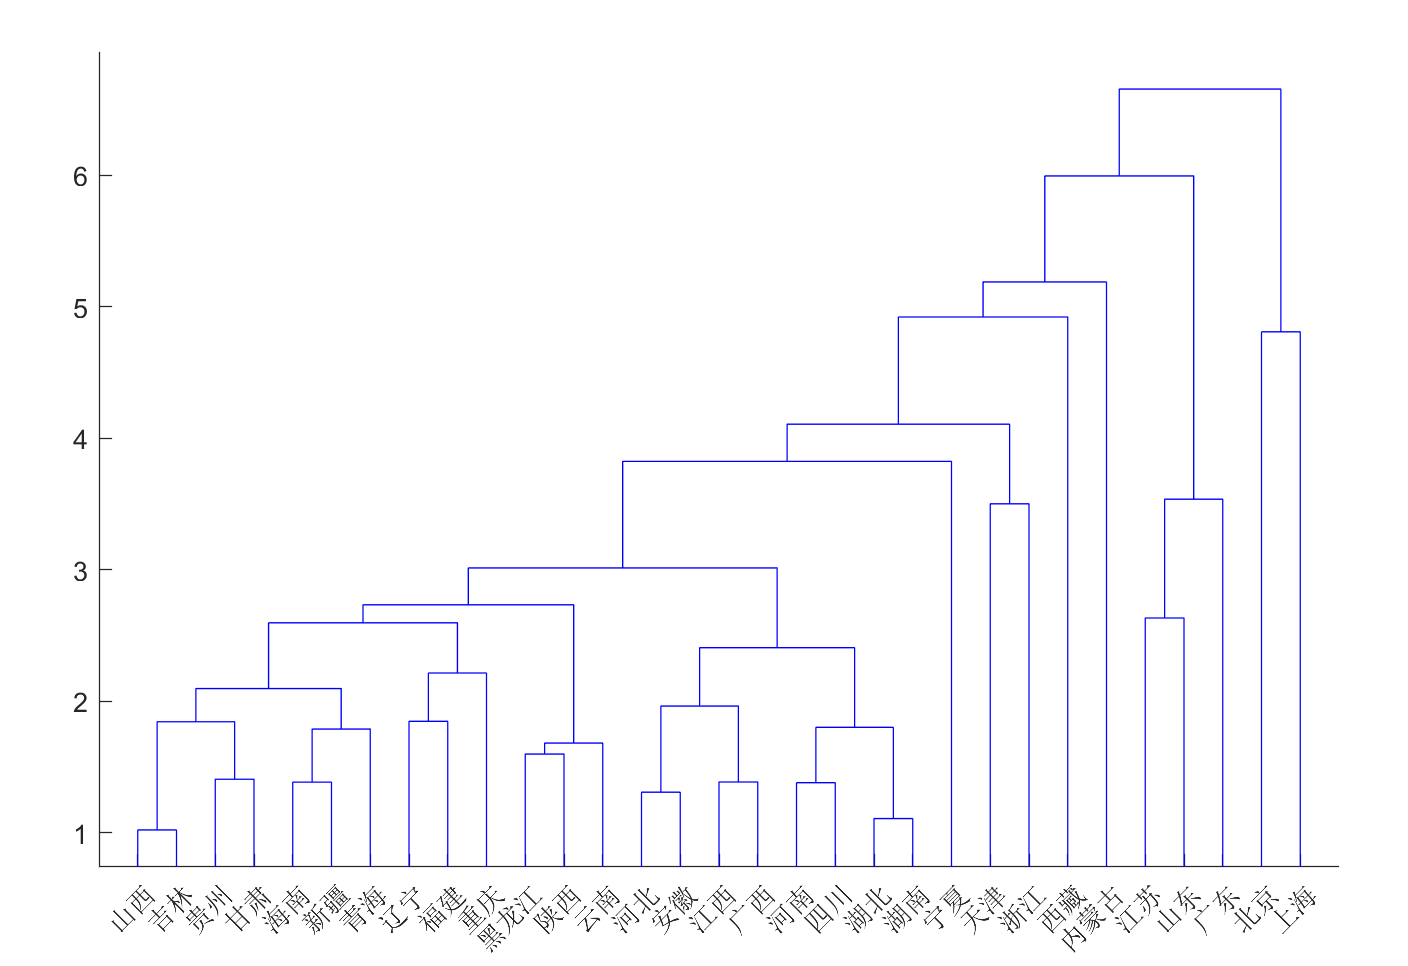 6
5
4
3
2
1
山西
吉林
贵州
甘肃
海南
新疆
青海
辽宁
福建
重庆
黑龙江
陕西
云南
河北
安徽
江西
广西
河南
四川
湖北
湖南
宁夏
天津
浙江
西藏
内蒙古
江苏
山东
广东
北京
上海